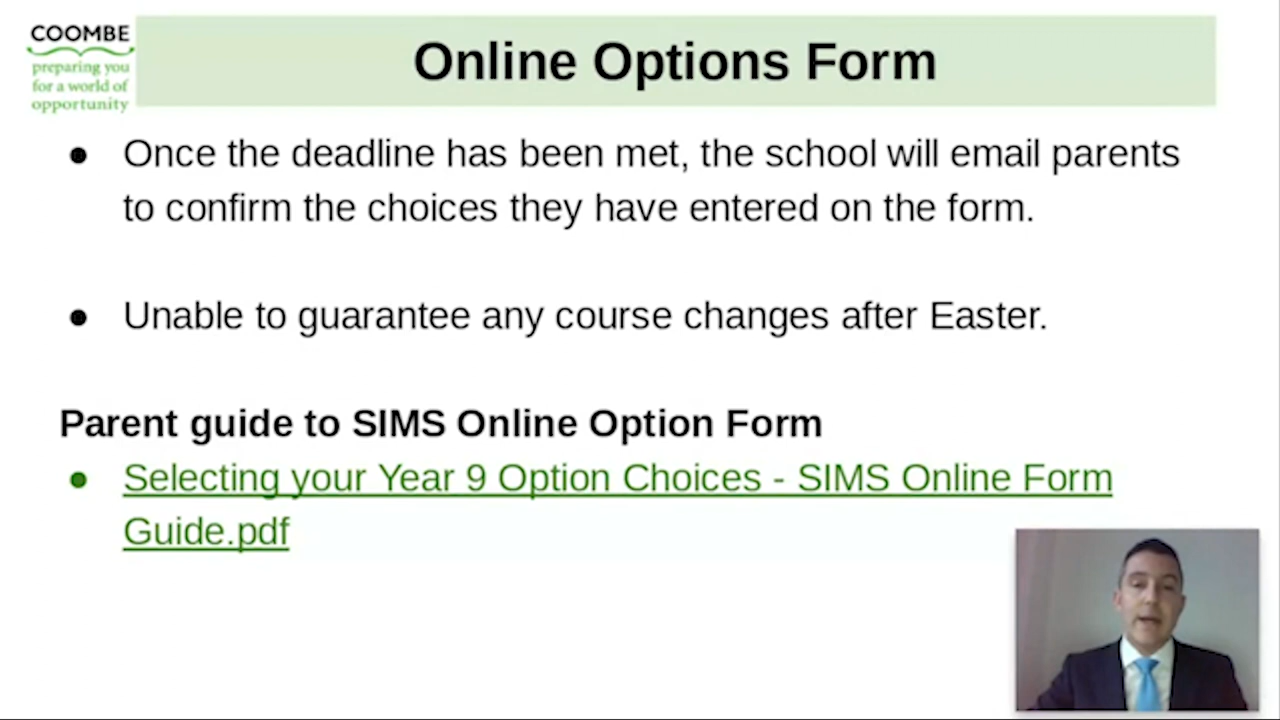 COOMBE
preparing you
for a world of
opportunity
Online Options Form
● Once the deadline has been met, the school will email parents
to confirm the choices they have entered on the form.
● Unable to guarantee any course changes after Easter.
Parent guide to SIMS Online Option Form
● Selecting your Year 9 Option Choices - SIMS Online Form
Guide.pdf